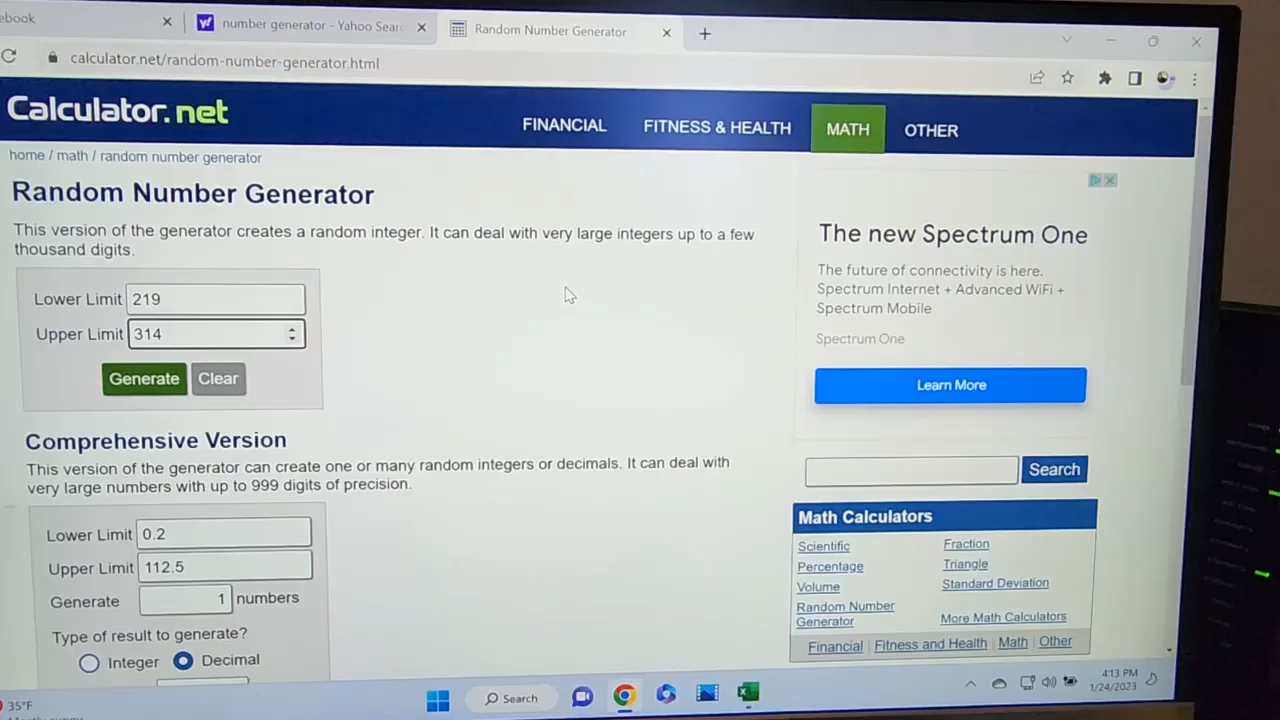 ebook
number generator - Yahoo Sear
Random Number Generator
calculator.net/random-number-generator.html
Calculator.net
FINANCIAL
FITNESS & HEALTH
MATH
OTHER
home / math / random number generator
Random Number Generator
This version of the generator creates a random integer. It can deal with very large integers up to a few
thousand digits.
Lower Limit 219
Upper Limit 314
Generate
Clear
Comprehensive Version
This version of the generator can create one or many random integers or decimals. It can deal with
very large numbers with up to 999 digits of precision.
Lower Limit 0.2
Upper Limit 112.5
Generate 1 numbers
Type of result to generate?
Integer Decimal
The new Spectrum One
The future of connectivity is here.
Spectrum Internet + Advanced WiFi +
Spectrum Mobile
Spectrum One
Learn More
Search
Math Calculators
Scientific Fraction
Percentage Triangle
Volume Standard Deviation
Random Number
Generator
More Math Calculators
Financial | Fitness and Health | Math | Other
35°F
Search
4:13 PM
1/24/2023